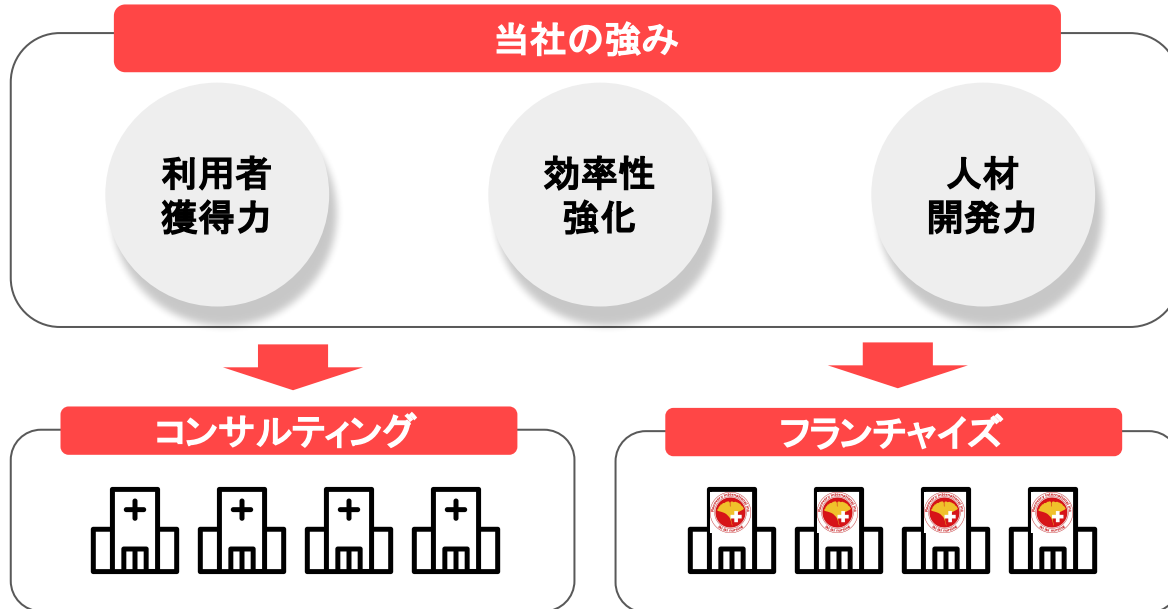 当社の強み
利用者
獲得力
効率性
強化
人材
開発力
コンサルティング
フランチャイズ